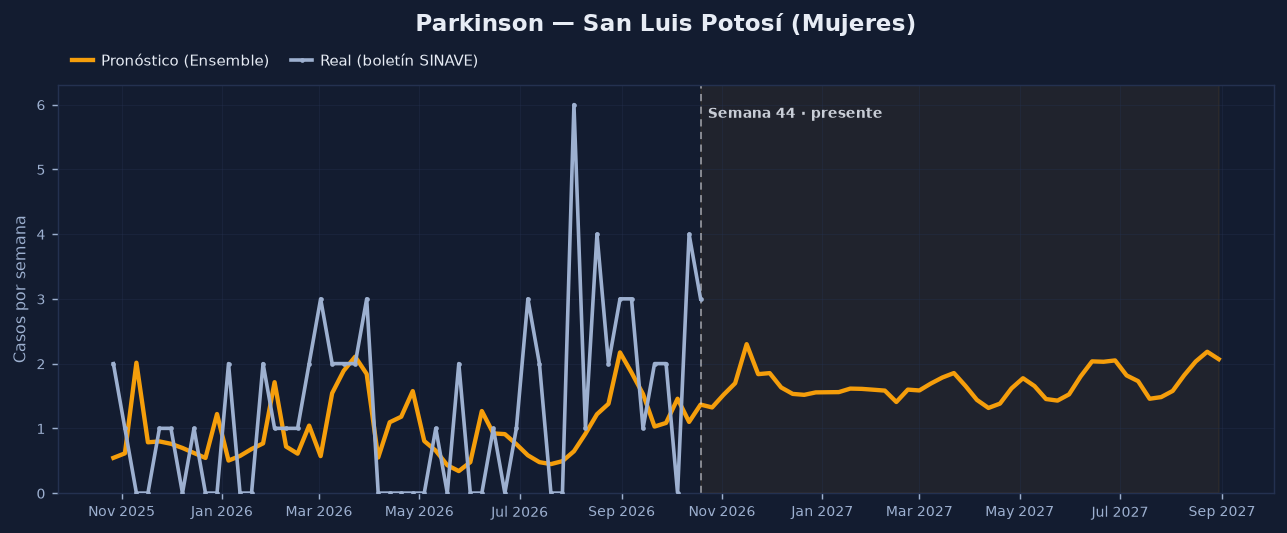 Parkinson — San Luis Potosí (Mujeres)
Pronóstico (Ensemble)
Real (boletín SINAVE)
Semana 44 · presente
Casos por semana
6
5
4
3
2
1
0
Nov 2025
Jan 2026
Mar 2026
May 2026
Jul 2026
Sep 2026
Nov 2026
Jan 2027
Mar 2027
May 2027
Jul 2027
Sep 2027